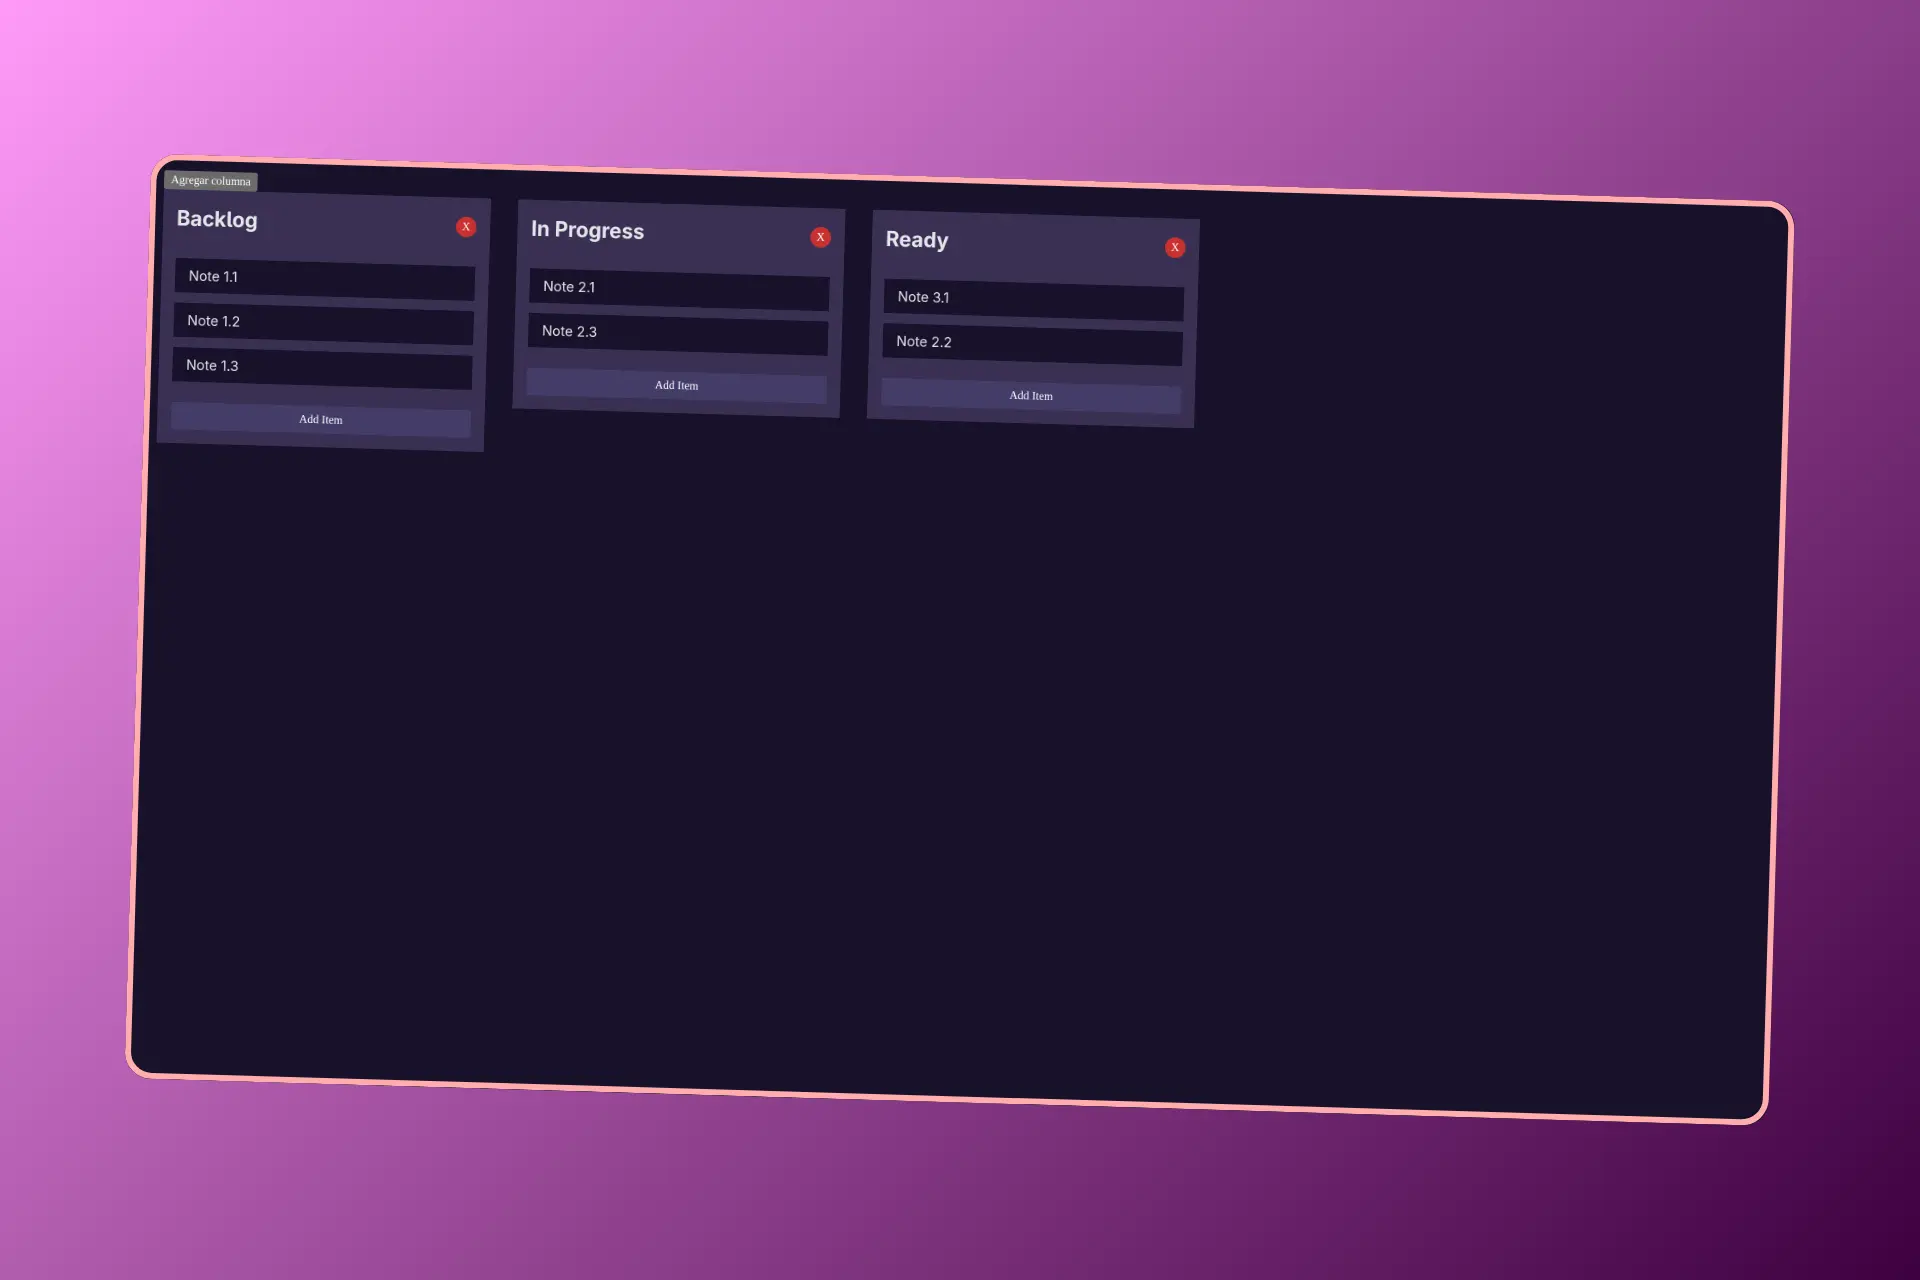 Agregar columna
Backlog
X
Note 1.1
Note 1.2
Note 1.3
Add Item
In Progress
X
Note 2.1
Note 2.3
Add Item
Ready
X
Note 3.1
Note 2.2
Add Item